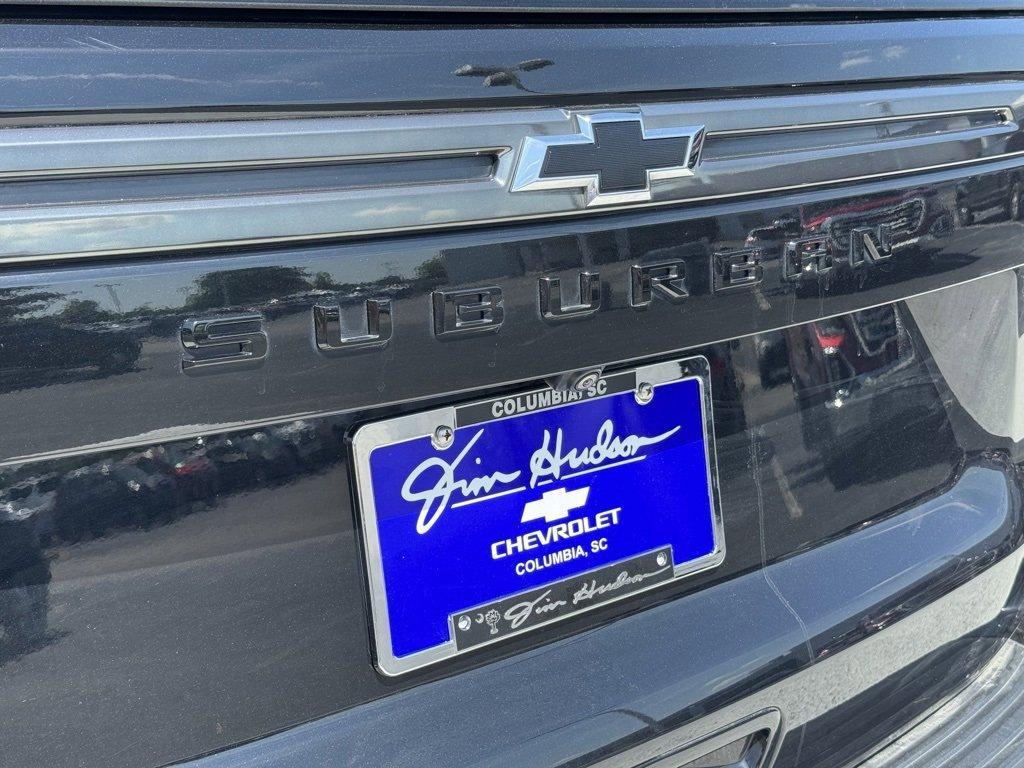 SUBURBAN
COLUMBIA, SC
Jim Hudson
CHEVROLET
COLUMBIA, SC
Jim Hudson